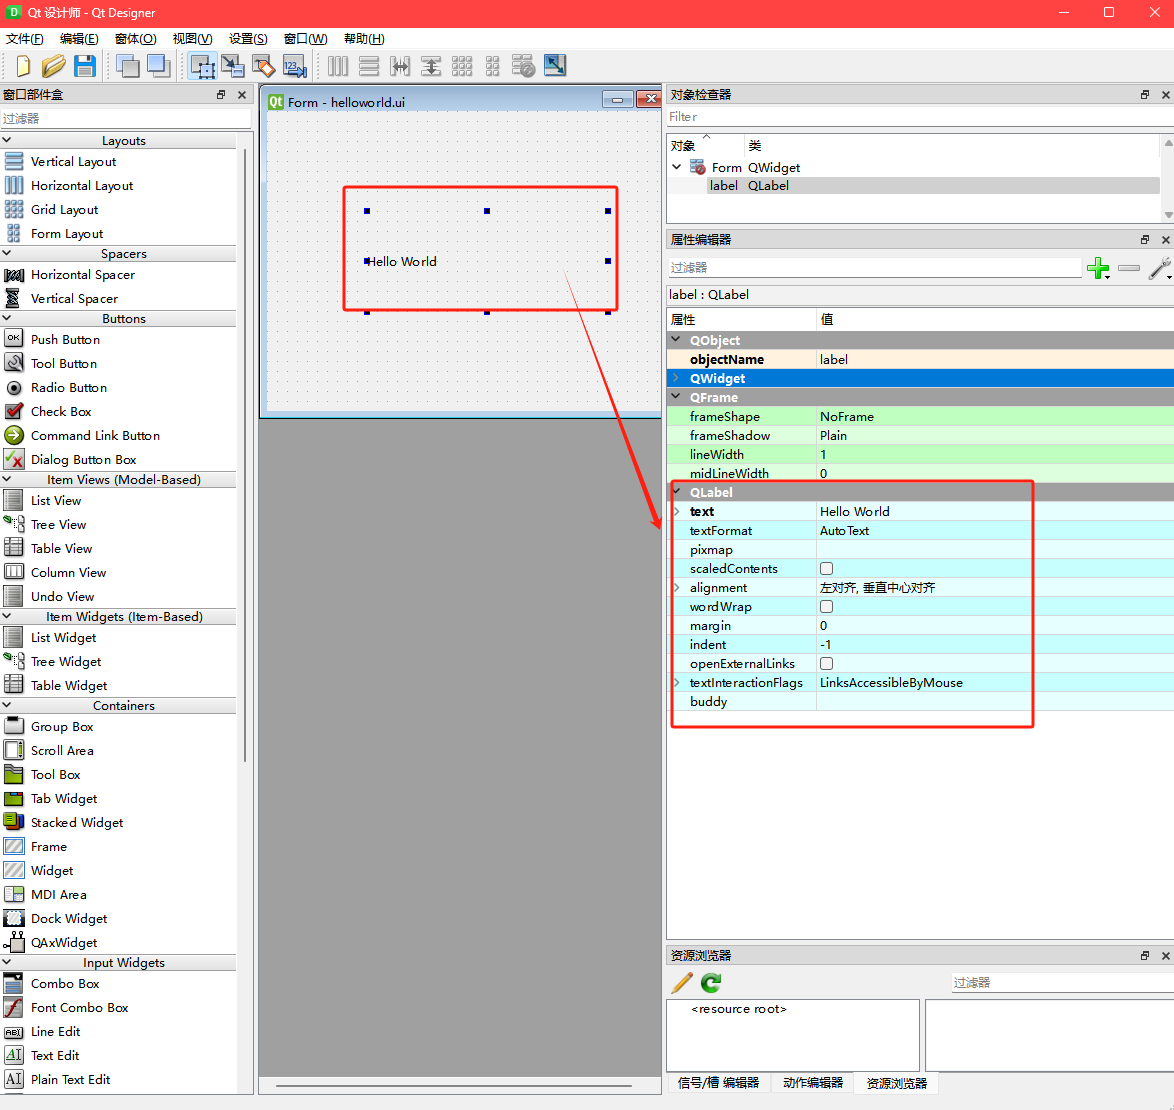 Qt 设计师 - Qt Designer
文件(F) 编辑(E) 窗体(O) 视图(V) 设置(S) 窗口(W) 帮助(H)
窗口部件盒
过滤器
Layouts
Vertical Layout
Horizontal Layout
Grid Layout
Form Layout
Spacers
Horizontal Spacer
Vertical Spacer
Buttons
Push Button
Tool Button
Radio Button
Check Box
Command Link Button
Dialog Button Box
Item Views (Model-Based)
List View
Tree View
Table View
Column View
Undo View
Item Widgets (Item-Based)
List Widget
Tree Widget
Table Widget
Containers
Group Box
Scroll Area
Tool Box
Tab Widget
Stacked Widget
Frame
Widget
MDI Area
Dock Widget
QAxWidget
Input Widgets
Combo Box
Font Combo Box
Line Edit
Text Edit
Plain Text Edit
Form - helloworld.ui
Hello World
对象检查器
Filter
对象 类
Form QWidget
label QLabel
属性编辑器
过滤器
label : QLabel
属性 值
QObject
objectName label
QWidget
QFrame
frameShape NoFrame
frameShadow Plain
lineWidth 1
midLineWidth 0
QLabel
text Hello World
textFormat AutoText
pixmap
scaledContents
alignment 左对齐, 垂直中心对齐
wordWrap
margin 0
indent -1
openExternalLinks
textInteractionFlags LinksAccessibleByMouse
buddy
资源浏览器
过滤器
<resource root>
信号/槽 编辑器 动作编辑器 资源浏览器